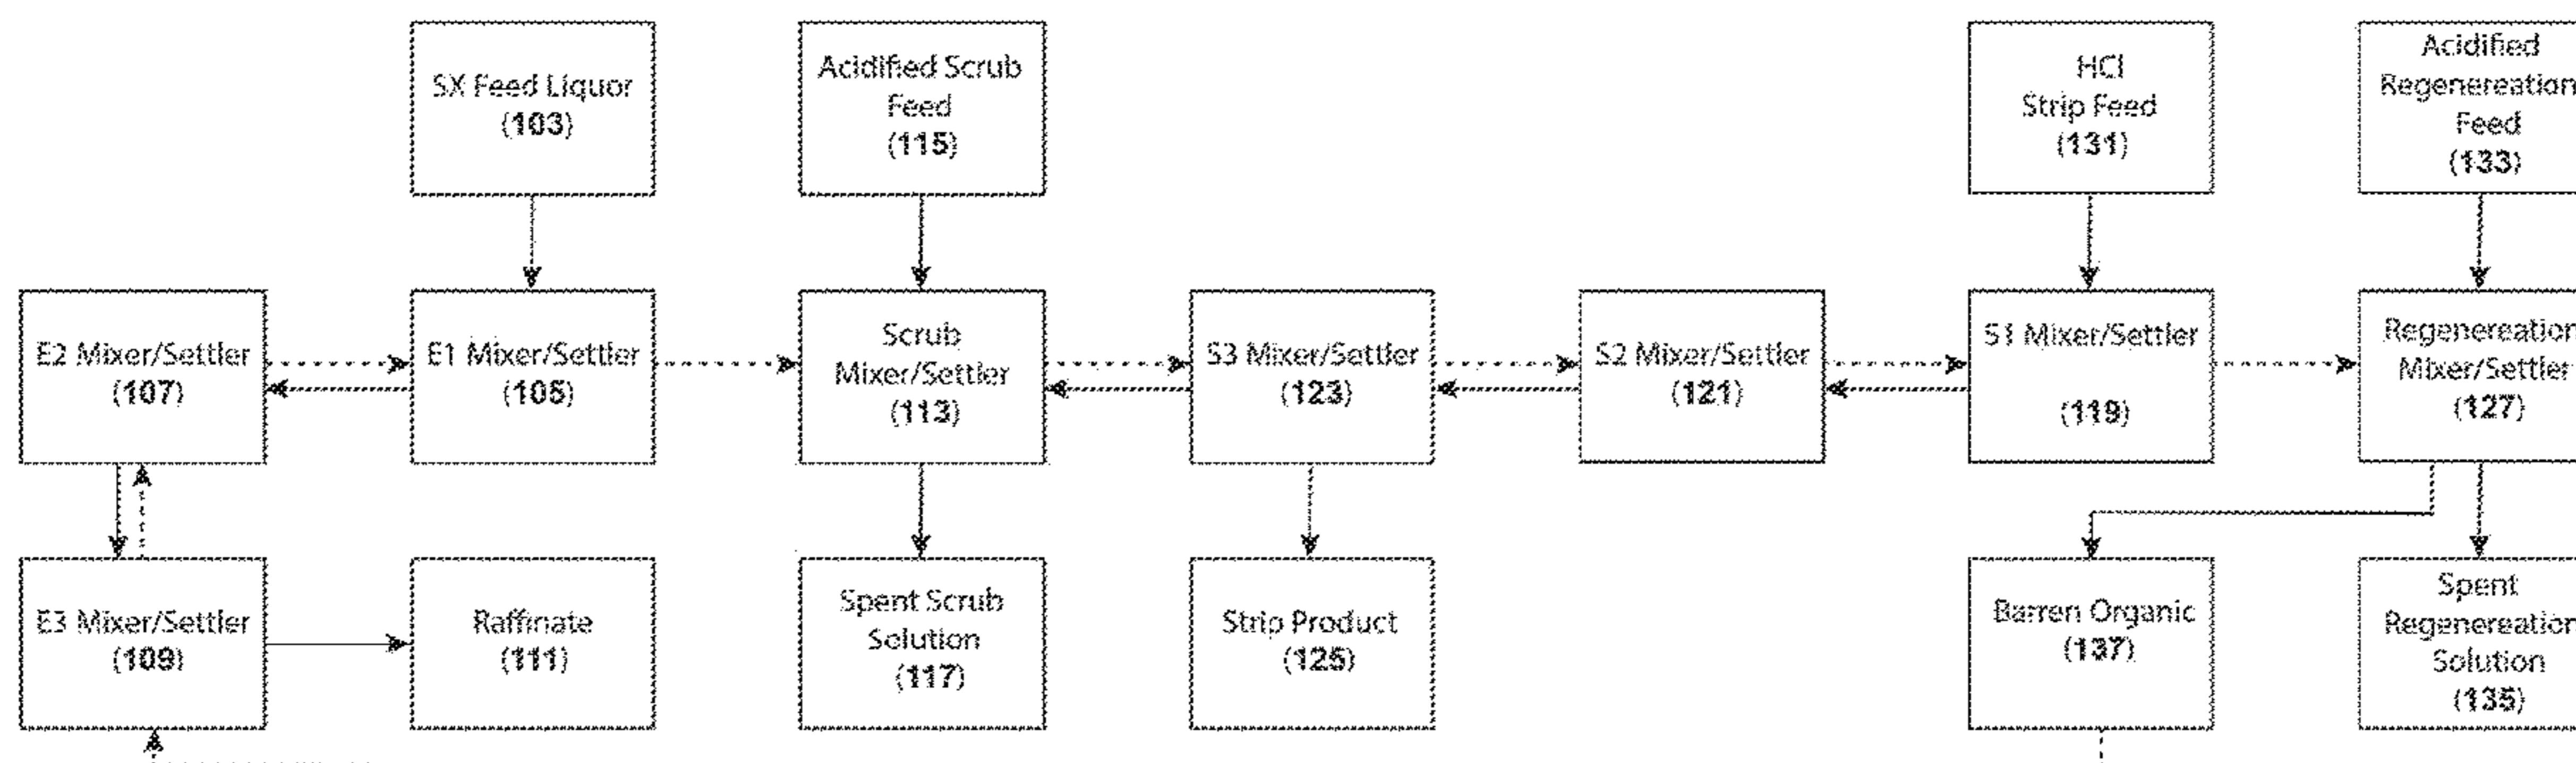 SX Feed Liquor
(103)
Acidified Scrub
Feed
(115)
HCl
Strip Feed
(131)
Acidified
Regenereation
Feed
(133)
E2 Mixer/Settler
(107)
E1 Mixer/Settler
(105)
Scrub
Mixer/Settler
(113)
S3 Mixer/Settler
(123)
S2 Mixer/Settler
(121)
S1 Mixer/Settler
(119)
Regenereation
Mixer/Settler
(127)
E3 Mixer/Settler
(109)
Raffinate
(111)
Spent Scrub
Solution
(117)
Strip Product
(125)
Barren Organic
(137)
Spent
Regenereation
Solution
(135)